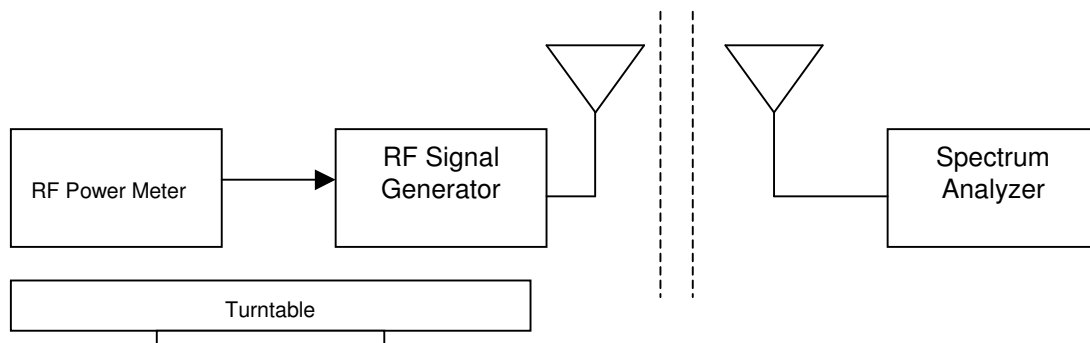 RF Power Meter
RF Signal
Generator
Spectrum
Analyzer
Turntable